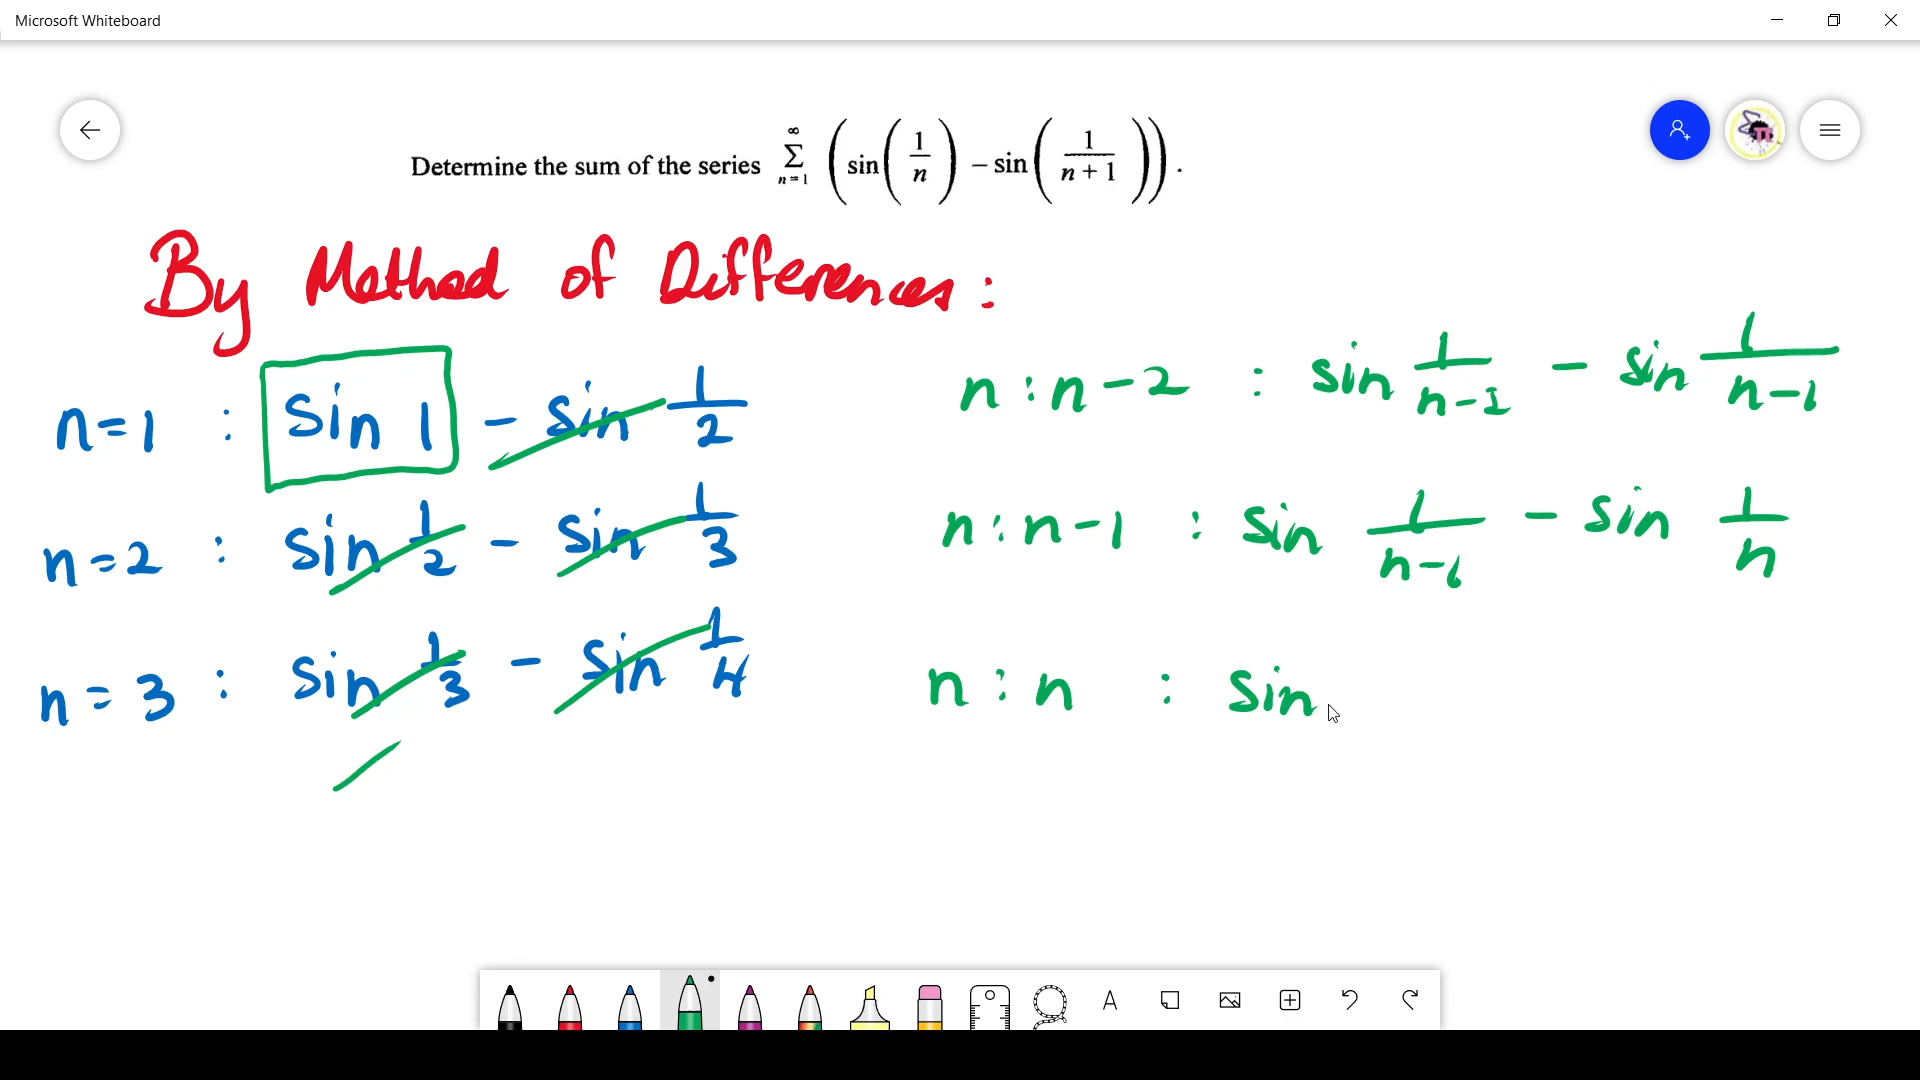 Microsoft Whiteboard
Determine the sum of the series ∞ Σ n = 1 (sin(1/n) – sin(1/(n + 1))).
By Method of Differences:
n=1 : sin 1 - sin 1/2
n=2 : sin 1/2 - sin 1/3
n = 3 : sin 1/3 - sin 1/4
n : n-2 : sin 1/(n-2) - sin 1/(n-1)
n : n-1 : sin 1/(n-1) - sin 1/n
n : n : sin